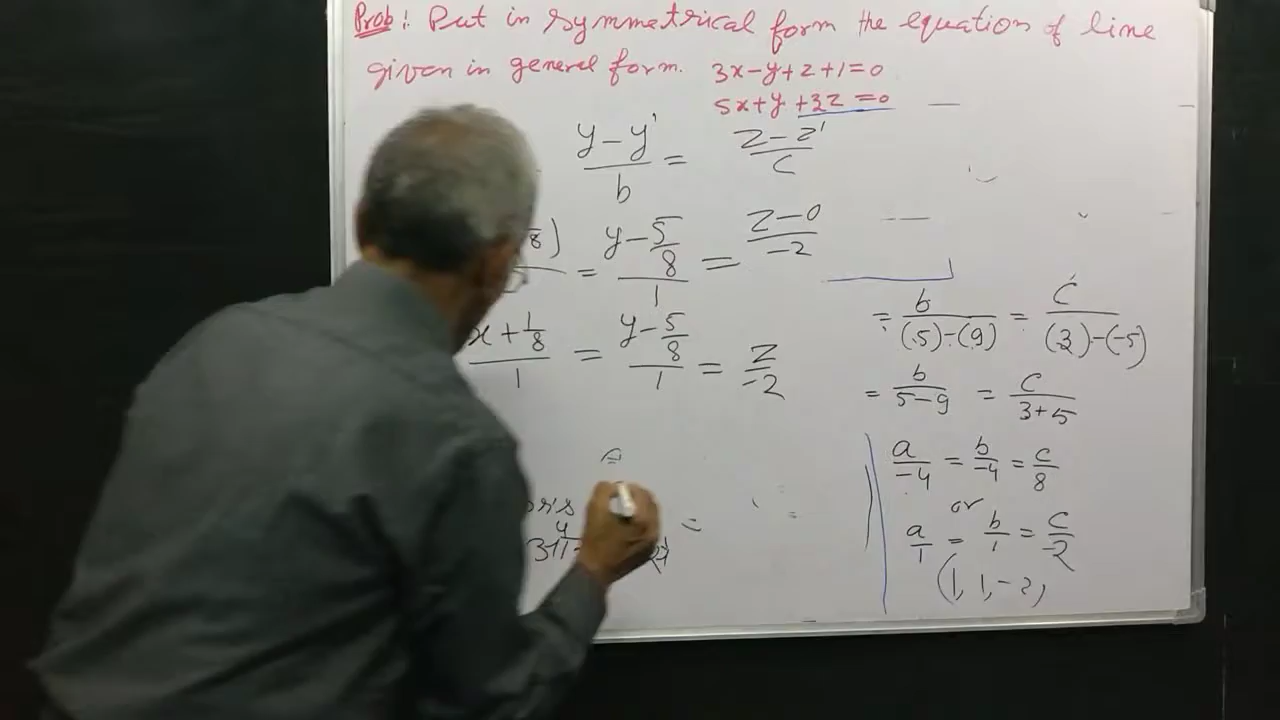 Prob:. Put in symmetrical form the equation of line
given in general form. 3x-y+z+1=0
5x+y+3z=0
y-y'/b = z-z'/c
8) = y-5/8/1 = z-0/-2
x+1/8/1 = y-5/8/1 = z/-2
= b/(5)-(9) = c/(3)-(-5)
= b/5-9 = c/3+5
a/-4 = b/-4 = c/8
or
a/1 = b/1 = c/-2
(1, 1, -2,